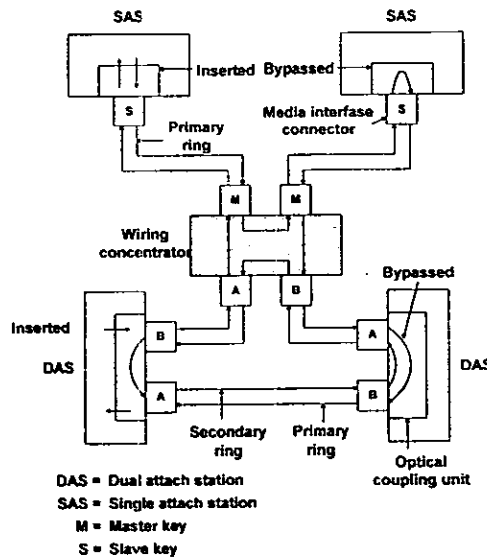 SAS
SAS
Inserted
Bypassed
S
S
Media interfase
connector
Primary
ring
M
M
Wiring
concentrator
A
B
Bypassed
Inserted
B
A
DAS
DAS
A
B
Secondary
ring
Primary
ring
Optical
coupling unit
DAS = Dual attach station
SAS = Single attach station
M = Master key
S = Slave key